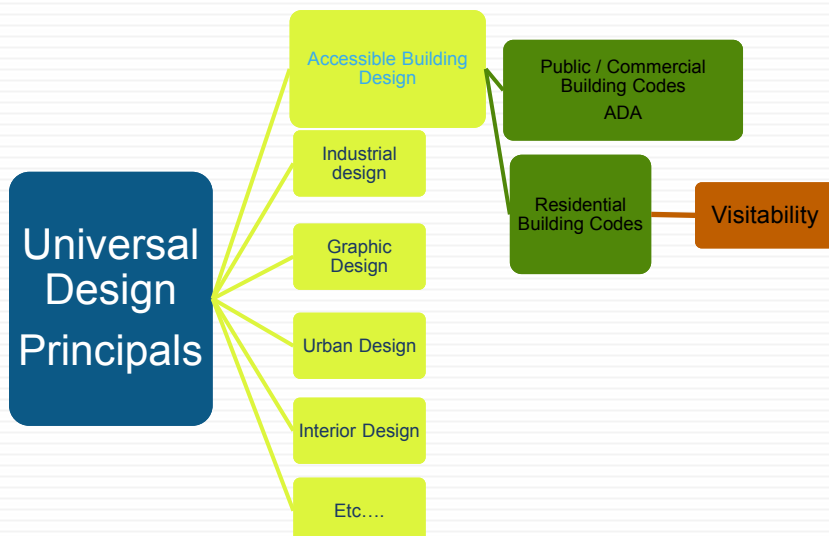 Universal
Design
Principals
Accessible Building
Design
Industrial
design
Graphic
Design
Urban Design
Interior Design
Etc....
Public / Commercial
Building Codes
ADA
Residential
Building Codes
Visitability